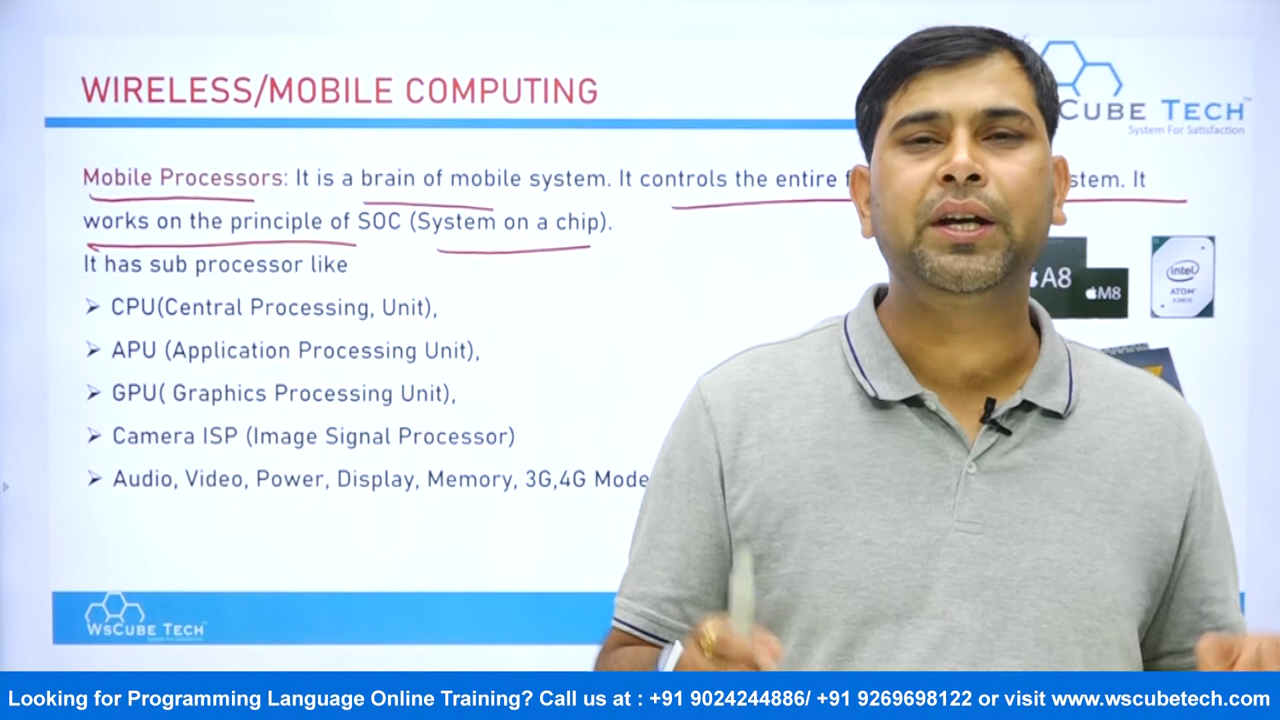 WIRELESS/MOBILE COMPUTING
CUBE TECH™
System For Satisfaction
Mobile Processors: It is a brain of mobile system. It controls the entire stem. It
works on the principle of SOC (System on a chip).
It has sub processor like
➢ CPU(Central Processing, Unit),
➢ APU (Application Processing Unit),
➢ GPU( Graphics Processing Unit),
➢ Camera ISP (Image Signal Processor)
➢ Audio, Video, Power, Display, Memory, 3G,4G Mode
A8
M8
intel
ATOM
WSCUBE TECH
Looking for Programming Language Online Training? Call us at : +91 9024244886/ +91 9269698122 or visit www.wscubetech.com